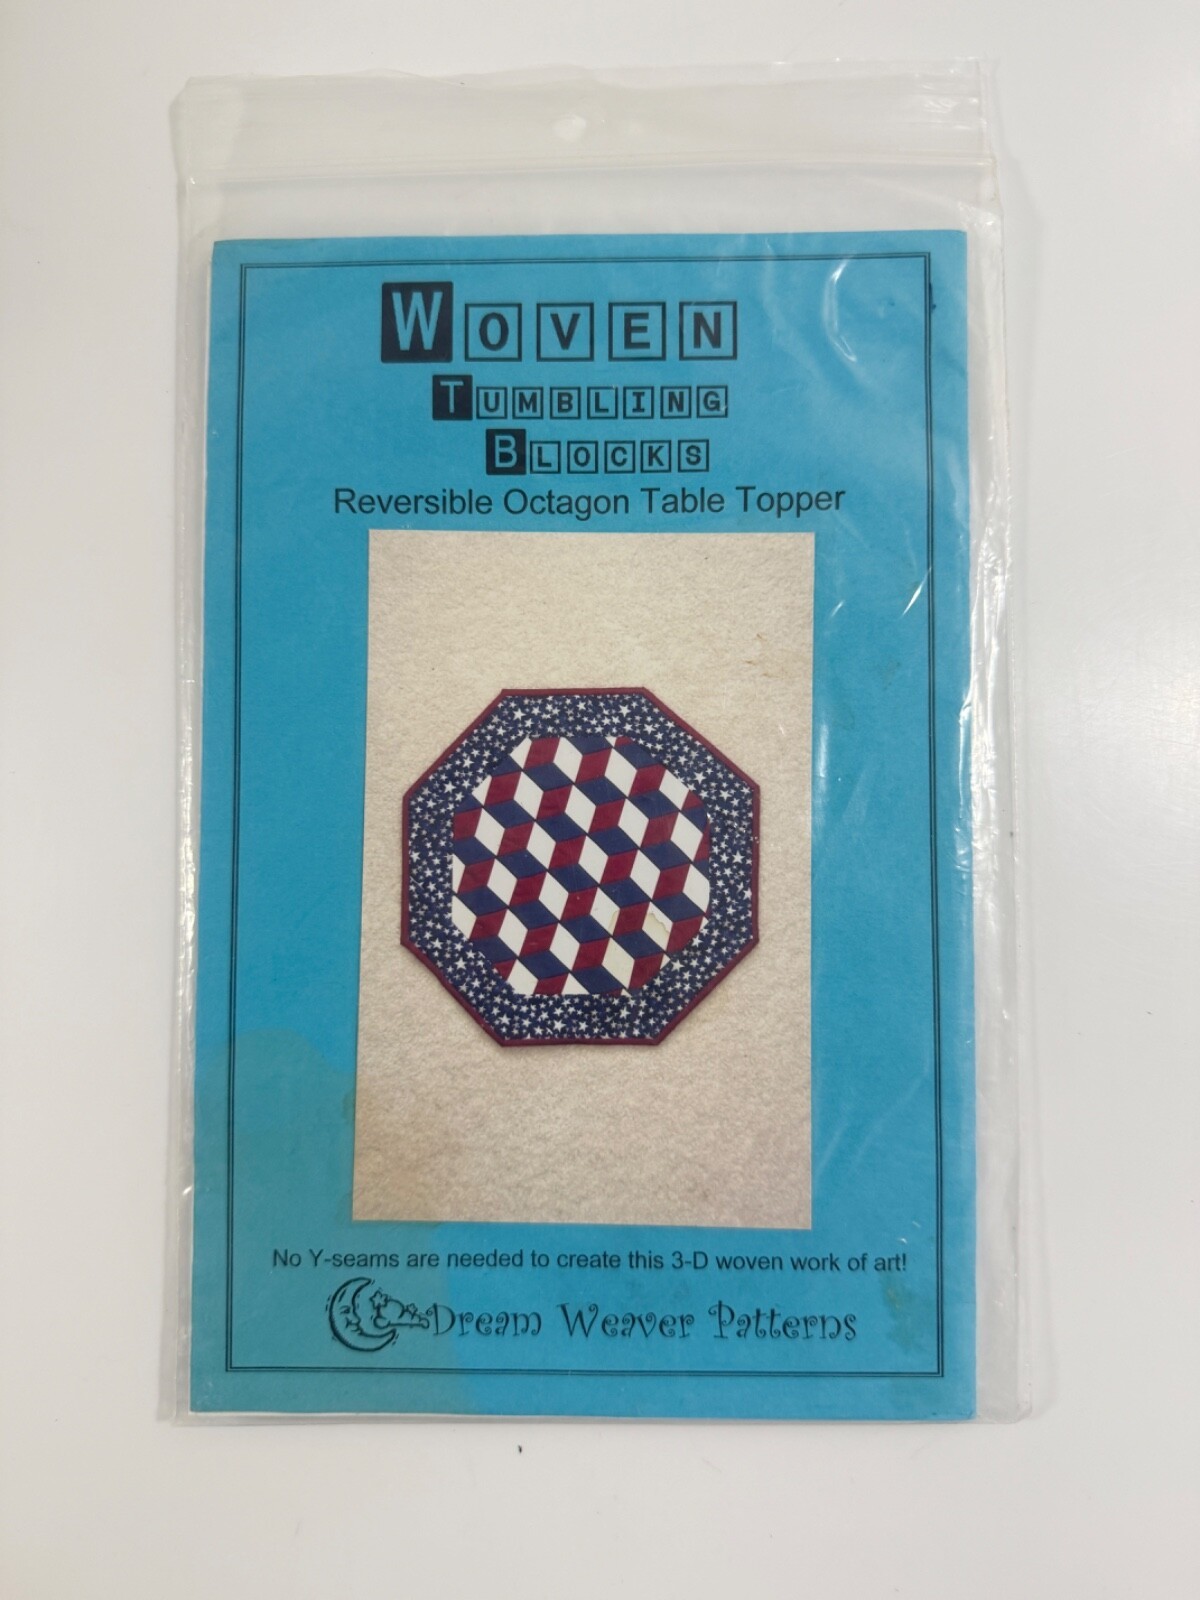 WOVEN
TUMBLING
BLOCKS
Reversible Octagon Table Topper
No Y-seams are needed to create this 3-D woven work of art!
Dream Weaver Patterns